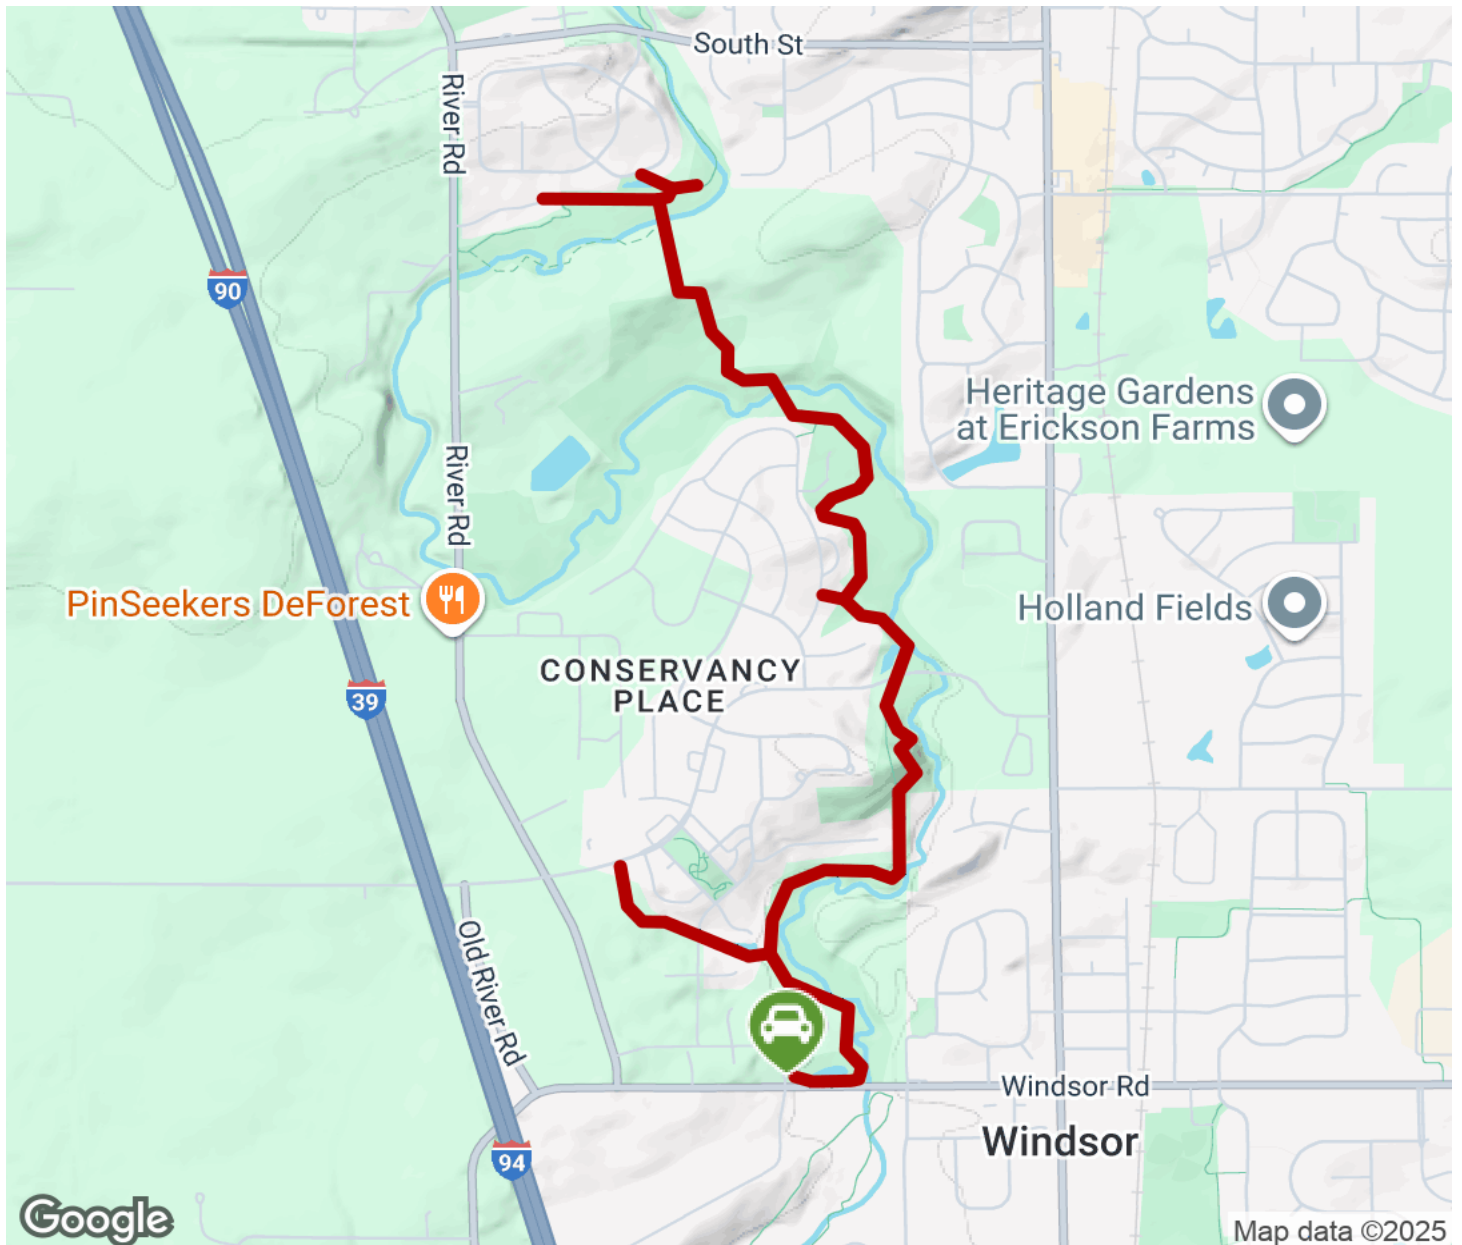 South St
River Rd
90
Heritage Gardens
at Erickson Farms
River Rd
PinSeekers DeForest
Holland Fields
CONSERVANCY
PLACE
39
Old River Rd
Windsor Rd
Windsor
94
Google
Map data ©2025